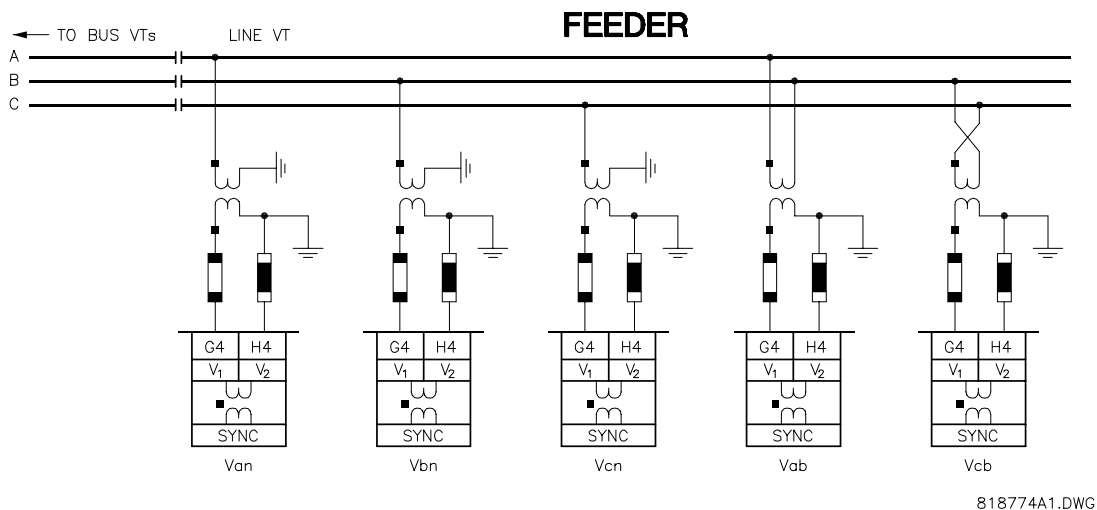 FEEDER
TO BUS VTs LINE VT
A
B
C
G4 H4 G4 H4 G4 H4 G4 H4 G4 H4
V1 V2 V1 V2 V1 V2 V1 V2 V1 V2
SYNC SYNC SYNC SYNC SYNC
Van Vbn Vcn Vab Vcb
818774A1.DWG